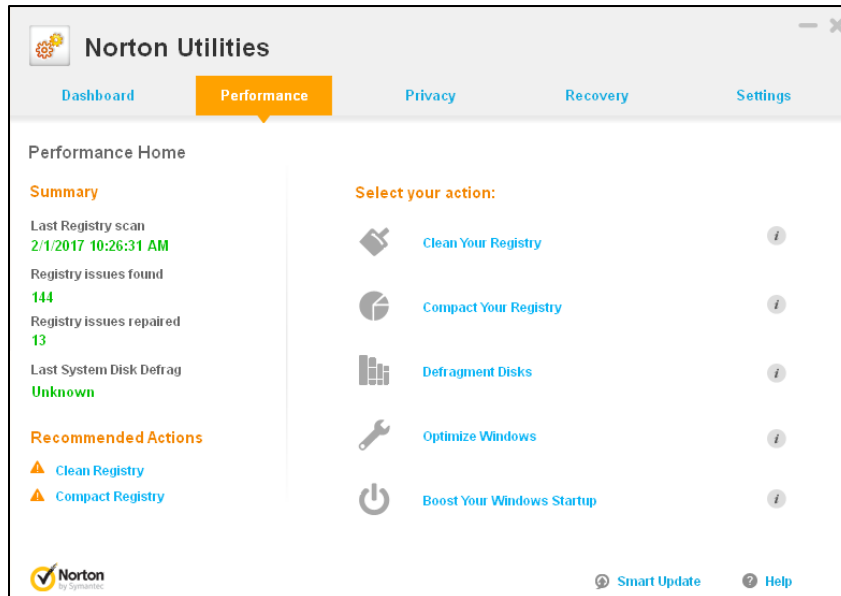 Norton Utilities
Dashboard
Performance
Privacy
Recovery
Settings
Performance Home
Summary
Last Registry scan
2/1/2017 10:26:31 AM
Registry issues found
144
Registry issues repaired
13
Last System Disk Defrag
Unknown
Recommended Actions
Clean Registry
Compact Registry
Select your action:
Clean Your Registry
Compact Your Registry
Defragment Disks
Optimize Windows
Boost Your Windows Startup
Norton
by Symantec
Smart Update
Help